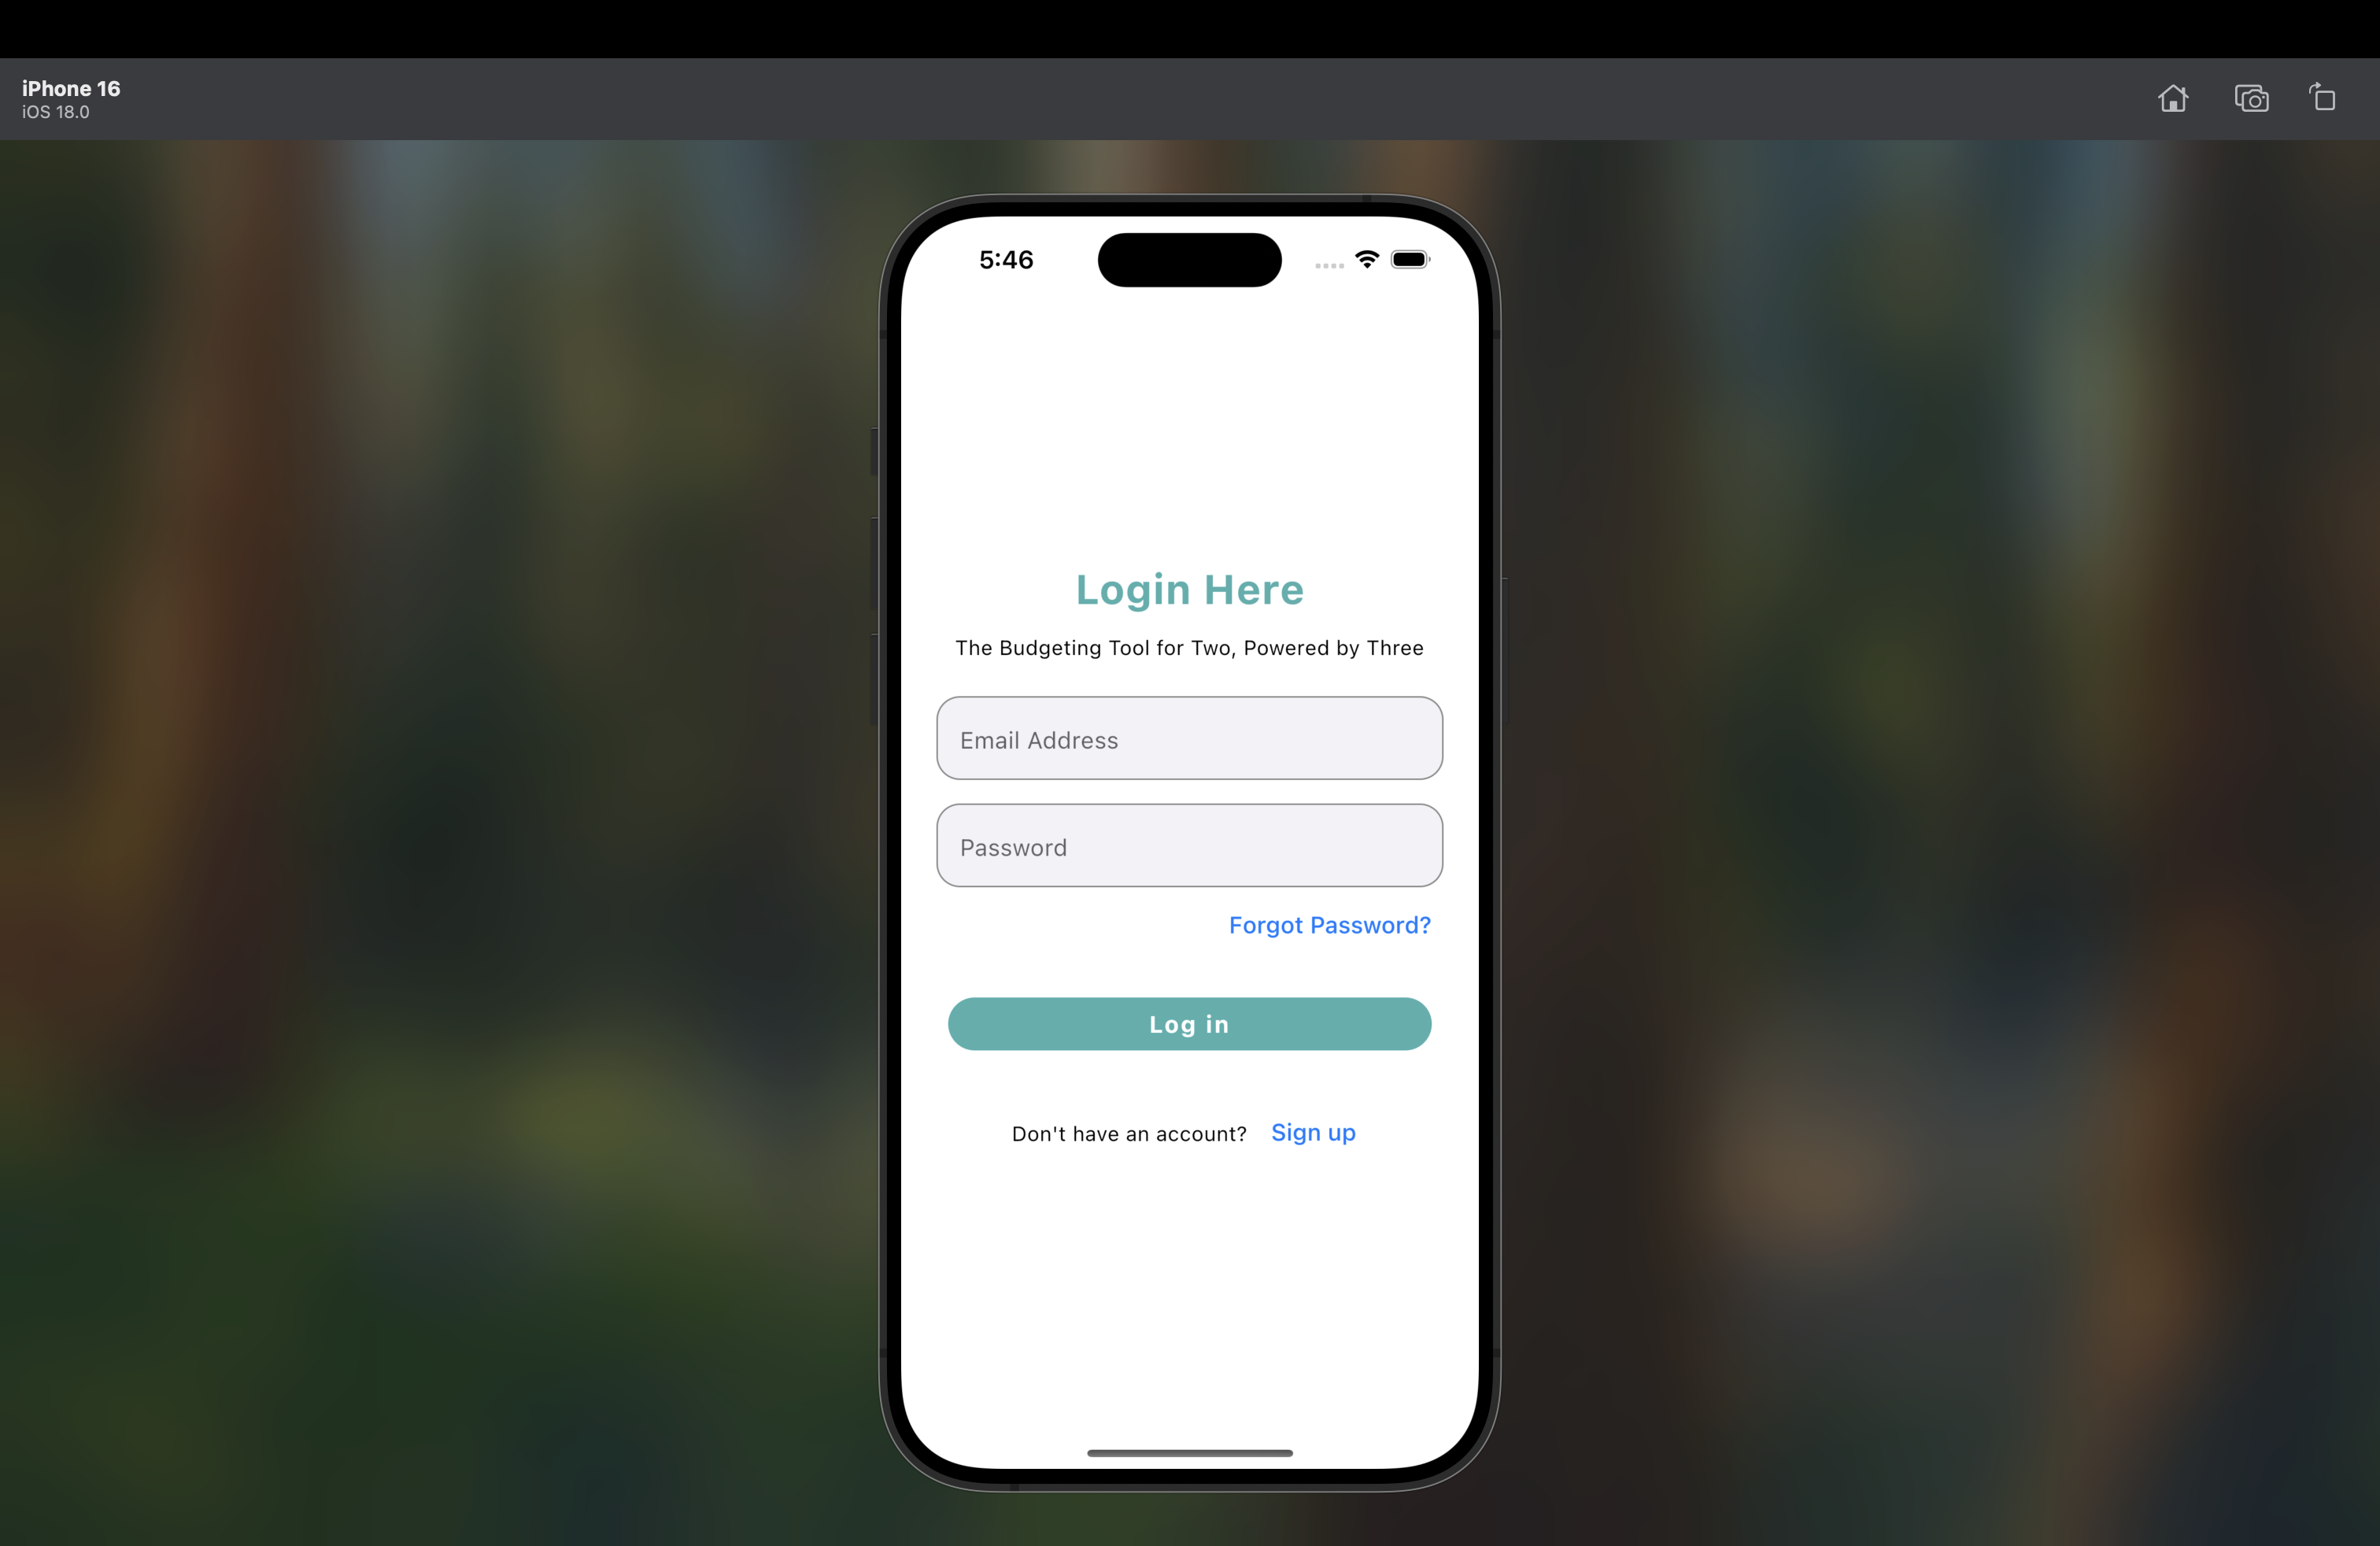 iPhone 16
iOS 18.0
5:46
Login Here
The Budgeting Tool for Two, Powered by Three
Email Address
Password
Forgot Password?
Log in
Don't have an account? Sign up